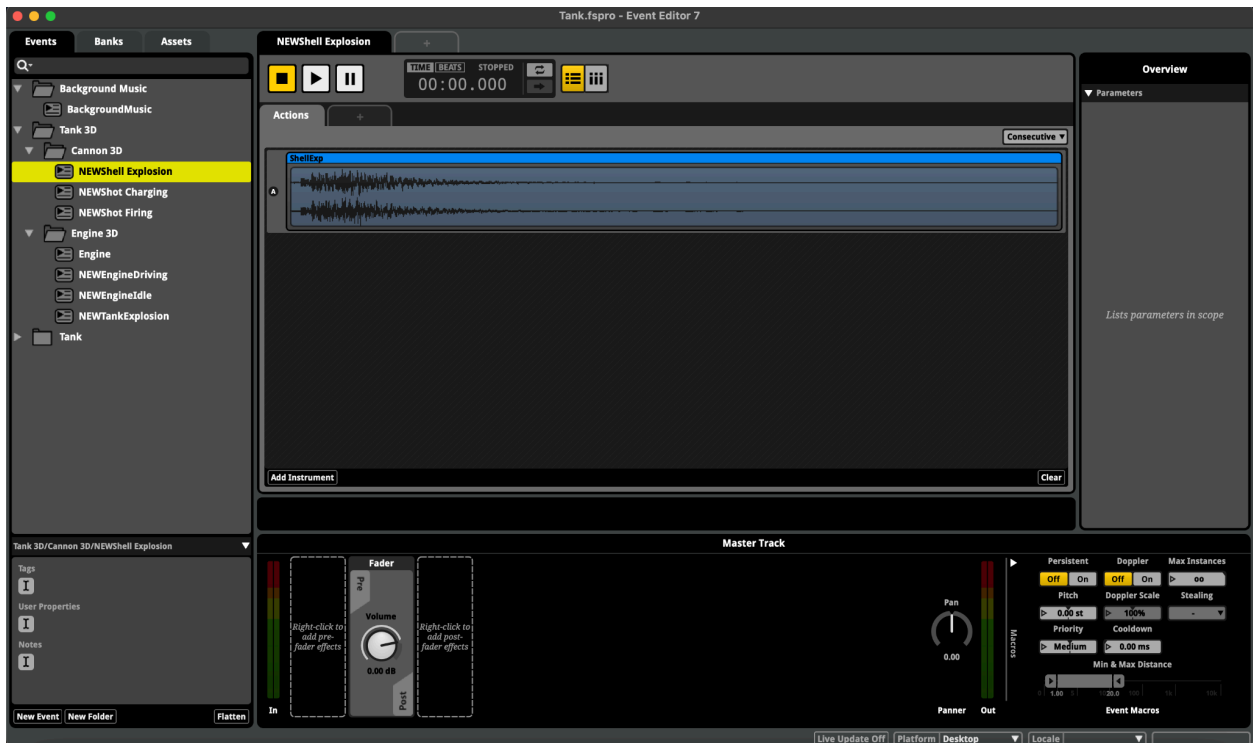 Tank.fspro - Event Editor 7
Events Banks Assets
NEWShell Explosion +
Background Music
BackgroundMusic
Tank 3D
Cannon 3D
NEWShell Explosion
NEWShot Charging
NEWShot Firing
Engine 3D
Engine
NEWEngineDriving
NEWEngineIdle
NEWTankExplosion
Tank
TIME BEATS STOPPED
00:00.000
Actions +
Consecutive
ShellExp
A
Add Instrument Clear
Overview
Parameters
Lists parameters in scope
Tank 3D/Cannon 3D/NEWShell Explosion
Tags
User Properties
Notes
New Event New Folder Flatten
Master Track
In
Right-click to
add pre-
fader effects
Fader
Pre
Volume
0.00 dB
Post
Right-click to
add post-
fader effects
Pan
0.00
Panner Out
Macros
Persistent Doppler Max Instances
Off On Off On oo
Pitch Doppler Scale Stealing
0.00 st 100% -
Priority Cooldown
Medium 0.00 ms
Min & Max Distance
0 1.00 20.0 100 1k 10k
Event Macros
Live Update Off Platform Desktop Locale